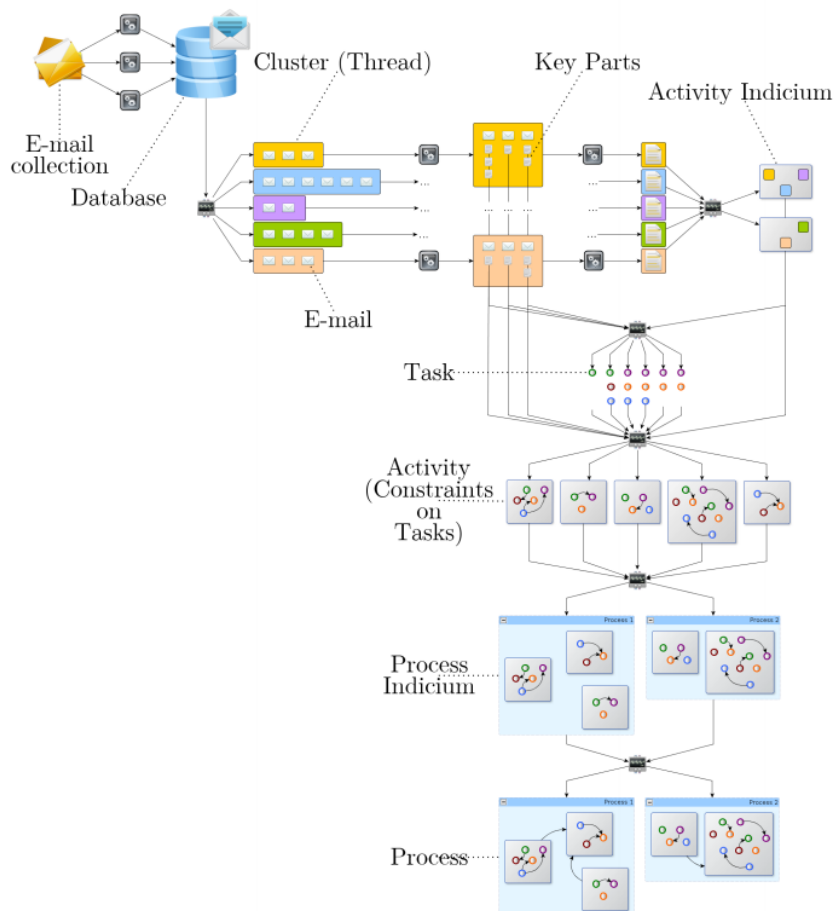 Cluster (Thread)
Key Parts
Activity Indicium
E-mail
collection
Database
...
...
...
...
...
...
...
...
...
E-mail
Task
Activity
(Constraints
on
Tasks)
Process 1
Process 2
Process
Indicium
Process 1
Process 2
Process